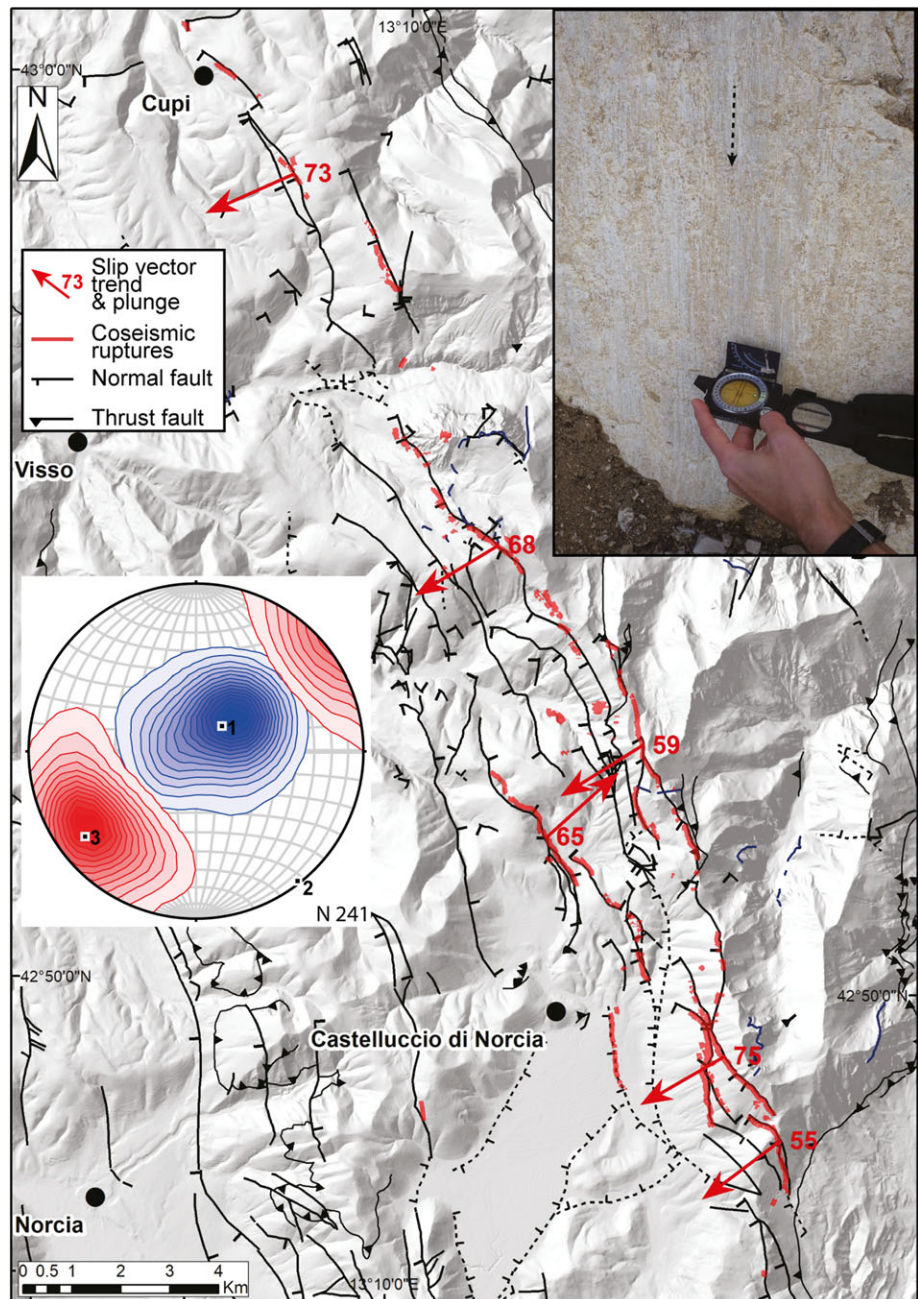 13°10'0"E
43°0'0"N
N
Cupi
73
73 Slip vector
trend
& plunge
Coseismic
ruptures
Normal fault
Thrust fault
Visso
68
59
65
1
3
2
N 241
42°50'0"N
42°50'0"N
Castelluccio di Norcia
75
55
Norcia
0 0.5 1 2 3 4
Km
13°10'0"E